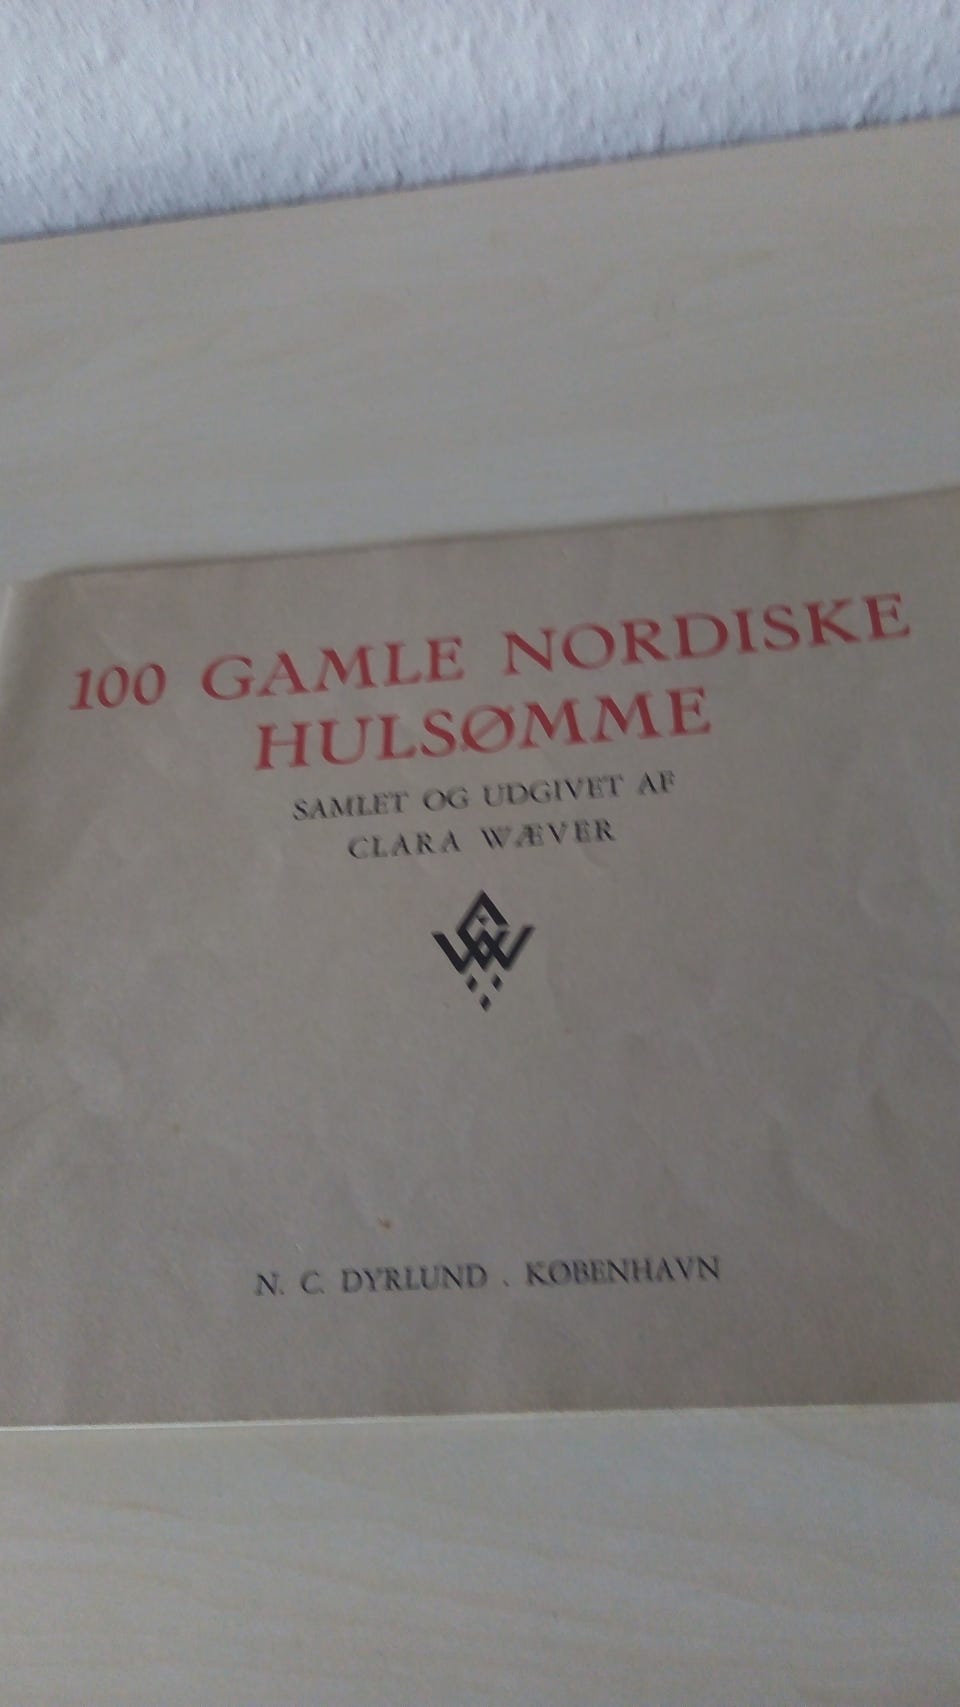 100 GAMLE NORDISKE
HULSØMME
SAMLET OG UDGIVET AF
CLARA WÆVER
N. C. DYRLUND . KØBENHAVN